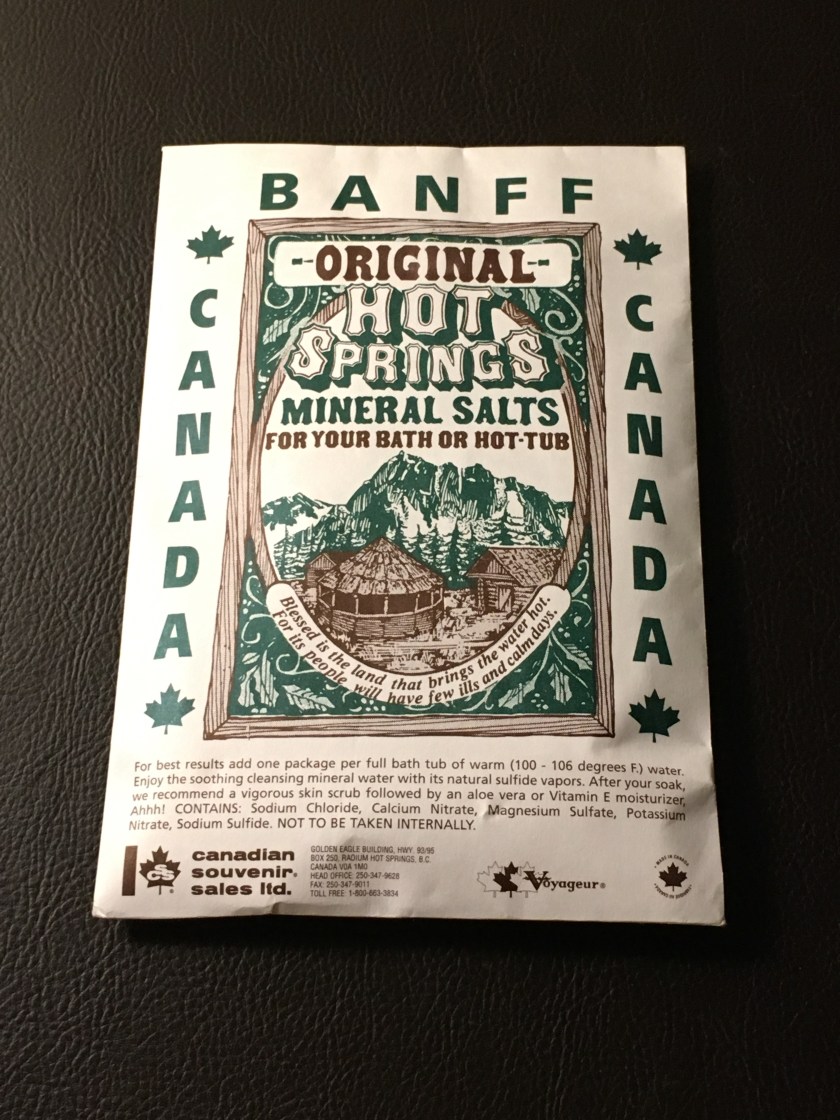 BANFF
CANADA
-ORIGINAL-
HOT
SPRINGS
MINERAL SALTS
FOR YOUR BATH OR HOT-TUB
Blessed is the land that brings the water hot.
For its people will have few ills and calm days.
CANADA
For best results add one package per full bath tub of warm (100 - 106 degrees F.) water.
Enjoy the soothing cleansing mineral water with its natural sulfide vapors. After your soak,
we recommend a vigorous skin scrub followed by an aloe vera or Vitamin E moisturizer,
Ahhh! CONTAINS: Sodium Chloride, Calcium Nitrate, Magnesium Sulfate, Potassium
Nitrate, Sodium Sulfide. NOT TO BE TAKEN INTERNALLY.
CSCS
canadian
souvenir®
sales ltd.
GOLDEN EAGLE BUILDING, HWY. 93/95
BOX 250, RADIUM HOT SPRINGS, B.C.
CANADA V0A 1M0
HEAD OFFICE: 250-347-9628
FAX: 250-347-9011
TOLL FREE: 1-800-663-3834
Voyageur®
MADE IN CANADA